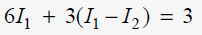 6I₁ + 3(I₁ − I₂) = 3